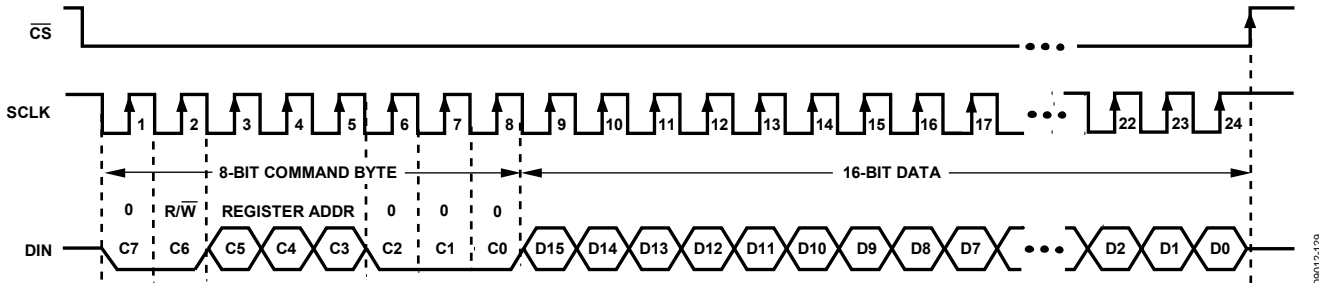 CS
SCLK 1 2 3 4 5 6 7 8 9 10 11 12 13 14 15 16 17 22 23 24
8-BIT COMMAND BYTE 16-BIT DATA
0 R/W REGISTER ADDR 0 0 0
DIN C7 C6 C5 C4 C3 C2 C1 C0 D15 D14 D13 D12 D11 D10 D9 D8 D7 D2 D1 D0
09012-129